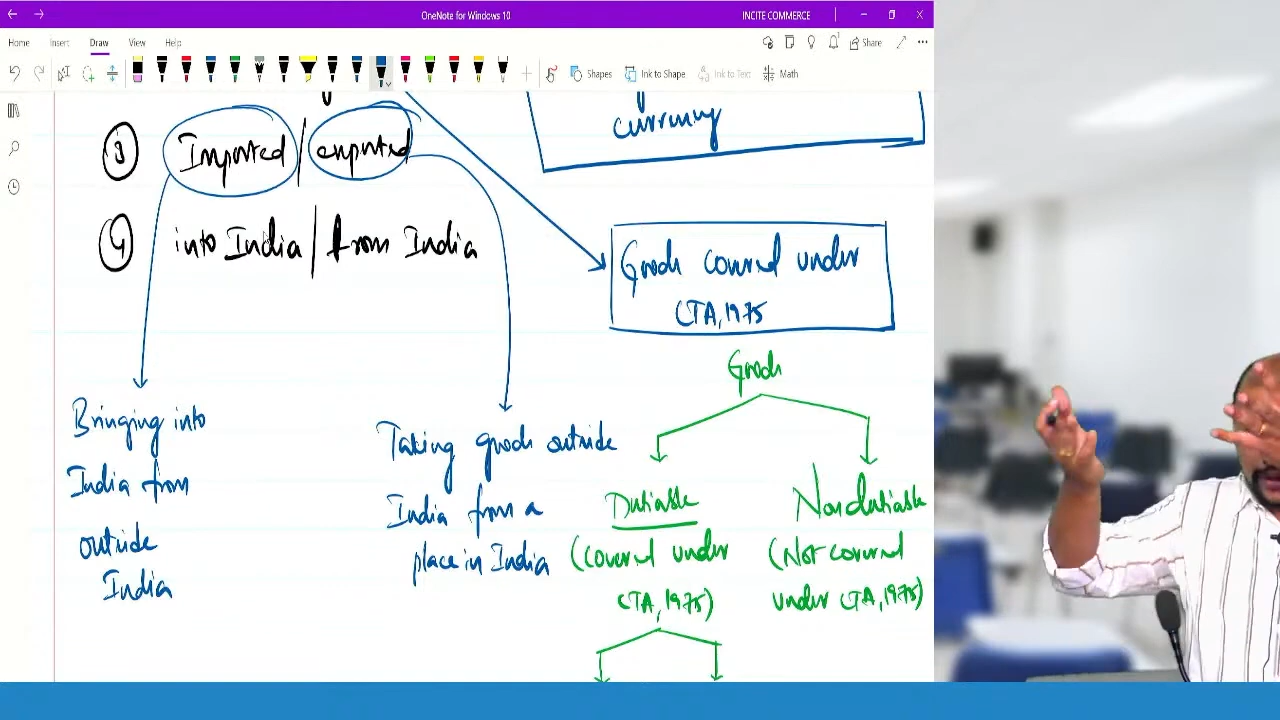 OneNote for Windows 10
INCITE COMMERCE
Home Insert Draw View Help
Share
Shapes
Ink to Shape
Ink to Text
Math
currency
③ Imported / exported
④ into India / from India
Goods covered under
CTA, 1975
Goods
Bringing into
India from
outside
India
Taking goods outside
India from a
place in India
Dutiable
(Covered under
CTA, 1975)
Non dutiable
(Not covered
under CTA, 1975)